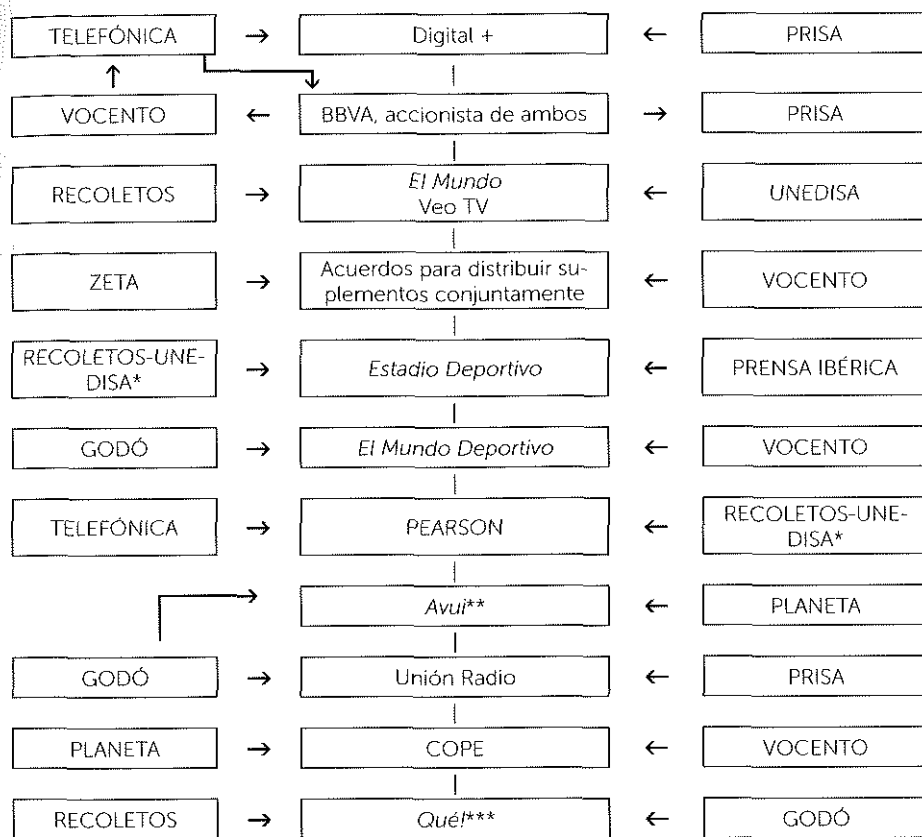 TELEFÓNICA → Digital + ← PRISA
↑
VOCENTO ← BBVA, accionista de ambos → PRISA
RECOLETOS → El Mundo
Veo TV ← UNEDISA
ZETA → Acuerdos para distribuir su-
plementos conjuntamente ← VOCENTO
RECOLETOS-UNE-
DISA* → Estadio Deportivo ← PRENSA IBÉRICA
GODÓ → El Mundo Deportivo ← VOCENTO
TELEFÓNICA → PEARSON ← RECOLETOS-UNE-
DISA*
Avui** ← PLANETA
GODÓ → Unión Radio ← PRISA
PLANETA → COPE ← VOCENTO
RECOLETOS → Qué!*** ← GODÓ